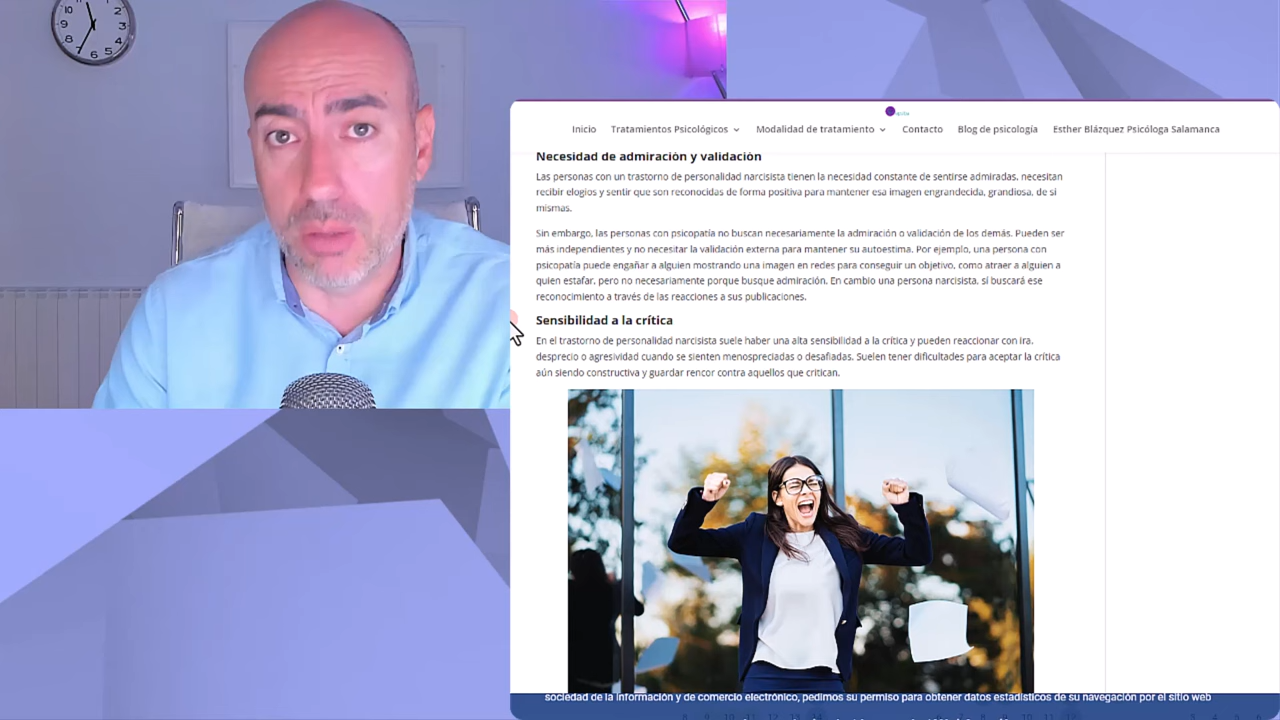 10
2
9
3
8
4
5
6
Inicio Tratamientos Psicológicos Modalidad de tratamiento Contacto Blog de psicología Esther Blázquez Psicóloga Salamanca
Necesidad de admiración y validación
Las personas con un trastorno de personalidad narcisista tienen la necesidad constante de sentirse admiradas, necesitan
recibir elogios y sentir que son reconocidas de forma positiva para mantener esa imagen engrandecida, grandiosa, de si
mismas.
Sin embargo, las personas con psicopatía no buscan necesariamente la admiración o validación de los demás. Pueden ser
más independientes y no necesitar la validación externa para mantener su autoestima. Por ejemplo, una persona con
psicopatía puede engañar a alguien mostrando una imagen en redes para conseguir un objetivo, como atraer a alguien a
quien estafar, pero no necesariamente porque busque admiración. En cambio una persona narcisista, sí buscará ese
reconocimiento a través de las reacciones a sus publicaciones.
Sensibilidad a la crítica
En el trastorno de personalidad narcisista suele haber una alta sensibilidad a la crítica y pueden reaccionar con ira,
desprecio o agresividad cuando se sienten menospreciadas o desafiadas. Suelen tener dificultades para aceptar la crítica
aún siendo constructiva y guardar rencor contra aquellos que critican.
sociedad de la información y de comercio electrónico, pedimos su permiso para obtener datos estadísticos de su navegación por el sitio web